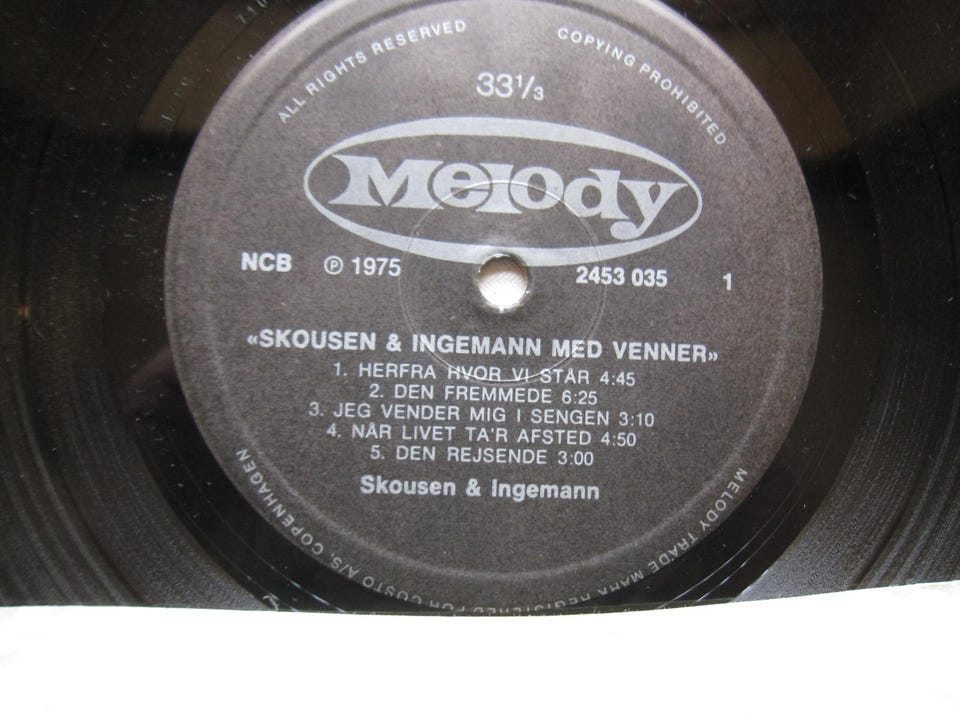 ALL RIGHTS RESERVED
COPYING PROHIBITED
33⅓
Melody
NCB ℗ 1975
2453 035 1
«SKOUSEN & INGEMANN MED VENNER»
1. HERFRA HVOR VI STÅR 4:45
2. DEN FREMMEDE 6:25
3. JEG VENDER MIG I SENGEN 3:10
4. NÅR LIVET TA'R AFSTED 4:50
5. DEN REJSENDE 3:00
Skousen & Ingemann
MELODY TRADE MARK REGISTERED FOR COSTO A/S, COPENHAGEN